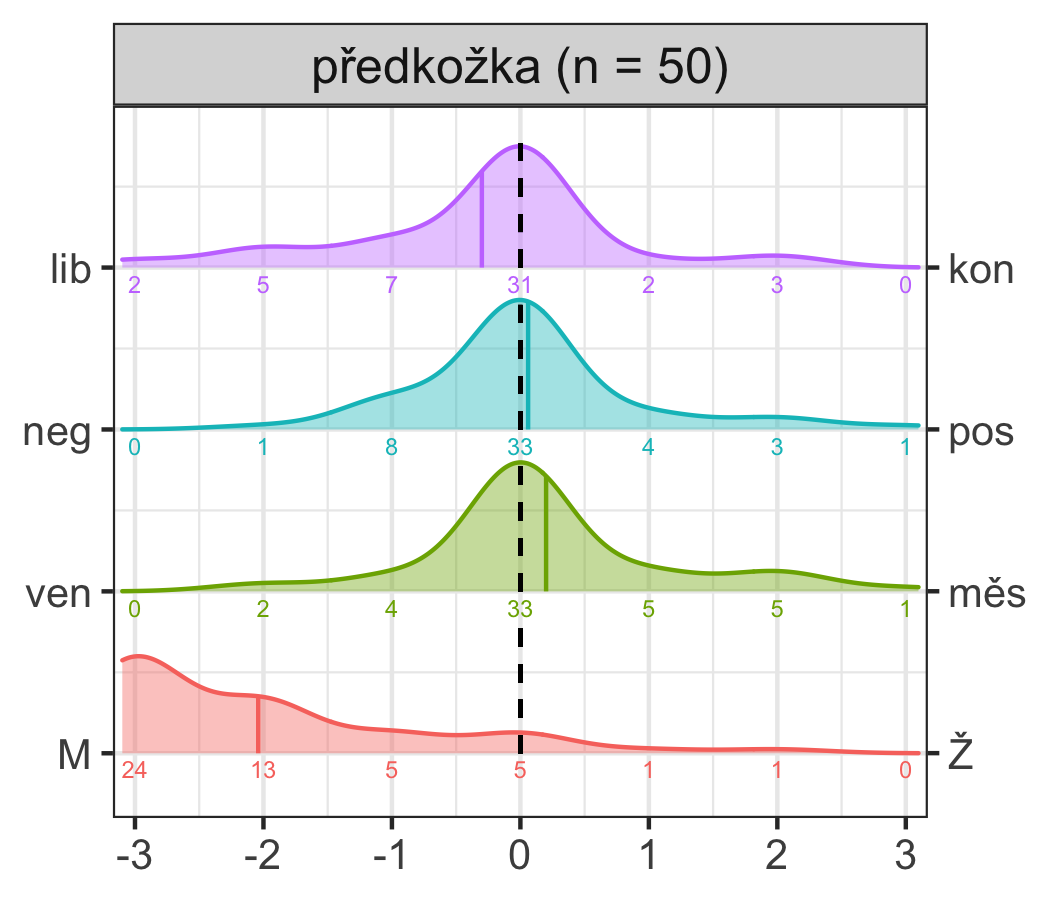 předkožka (n = 50)
lib kon
2 5 7 31 2 3 0
neg pos
0 1 8 33 4 3 1
ven měs
0 2 4 33 5 5 1
M Ž
24 13 5 5 1 1 0
-3 -2 -1 0 1 2 3